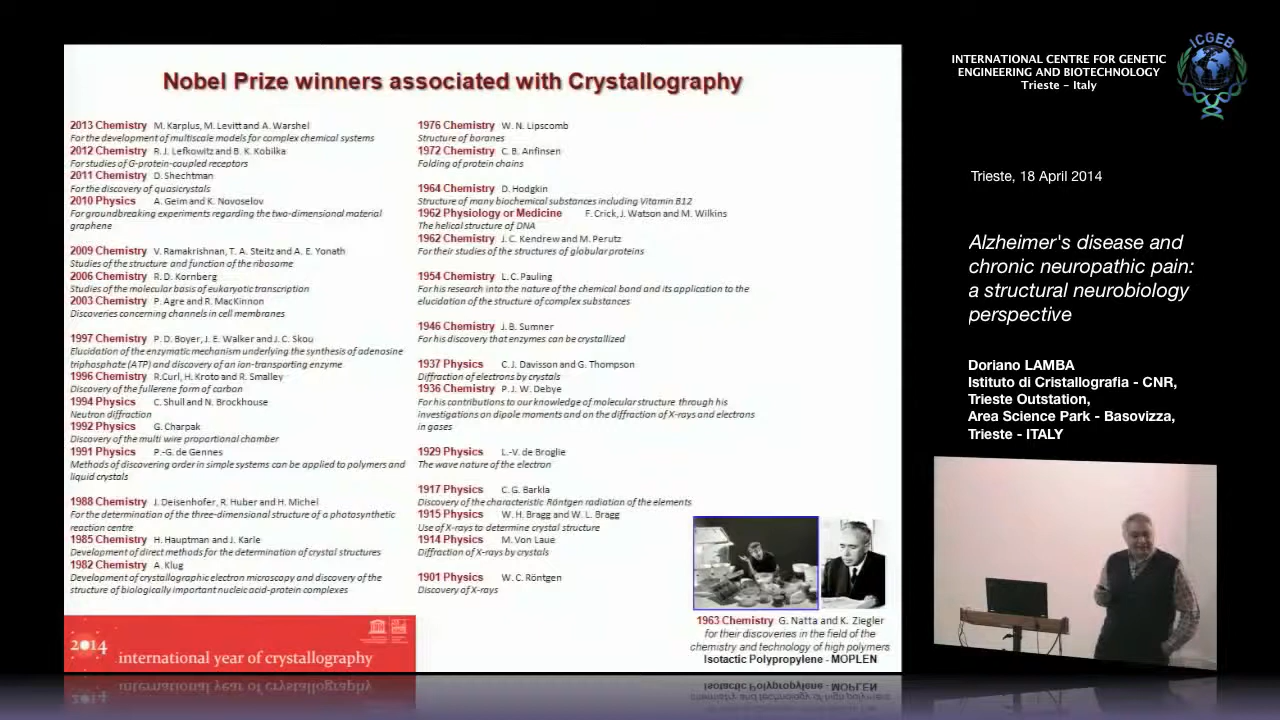 Nobel Prize winners associated with Crystallography
2013 Chemistry M. Karplus, M. Levitt and A. Warshel
For the development of multiscale models for complex chemical systems
2012 Chemistry R. J. Lefkowitz and B. K. Kobilka
For studies of G-protein-coupled receptors
2011 Chemistry D. Shechtman
For the discovery of quasicrystals
2010 Physics A. Geim and K. Novoselov
For groundbreaking experiments regarding the two-dimensional material
graphene
2009 Chemistry V. Ramakrishnan, T. A. Steitz and A. E. Yonath
Studies of the structure and function of the ribosome
2006 Chemistry R. D. Kornberg
Studies of the molecular basis of eukaryotic transcription
2003 Chemistry P. Agre and R. MacKinnon
Discoveries concerning channels in cell membranes
1997 Chemistry P. D. Boyer, J. E. Walker and J. C. Skou
Elucidation of the enzymatic mechanism underlying the synthesis of adenosine
triphosphate (ATP) and discovery of an ion-transporting enzyme
1996 Chemistry R.Curl, H. Kroto and R. Smalley
Discovery of the fullerene form of carbon
1994 Physics C. Shull and N. Brockhouse
Neutron diffraction
1992 Physics G. Charpak
Discovery of the multi wire proportional chamber
1991 Physics P.-G. de Gennes
Methods of discovering order in simple systems can be applied to polymers and
liquid crystals
1988 Chemistry J. Deisenhofer, R. Huber and H. Michel
For the determination of the three-dimensional structure of a photosynthetic
reaction centre
1985 Chemistry H. Hauptman and J. Karle
Development of direct methods for the determination of crystal structures
1982 Chemistry A. Klug
Development of crystallographic electron microscopy and discovery of the
structure of biologically important nucleic acid-protein complexes
1976 Chemistry W. N. Lipscomb
Structure of boranes
1972 Chemistry C. B. Anfinsen
Folding of protein chains
1964 Chemistry D. Hodgkin
Structure of many biochemical substances including Vitamin B12
1962 Physiology or Medicine F. Crick, J. Watson and M. Wilkins
The helical structure of DNA
1962 Chemistry J. C. Kendrew and M. Perutz
For their studies of the structures of globular proteins
1954 Chemistry L. C. Pauling
For his research into the nature of the chemical bond and its application to the
elucidation of the structure of complex substances
1946 Chemistry J. B. Sumner
For his discovery that enzymes can be crystallized
1937 Physics C. J. Davisson and G. Thompson
Diffraction of electrons by crystals
1936 Chemistry P. J. W. Debye
For his contributions to our knowledge of molecular structure through his
investigations on dipole moments and on the diffraction of X-rays and electrons
in gases
1929 Physics L.-V. de Broglie
The wave nature of the electron
1917 Physics C. G. Barkla
Discovery of the characteristic Röntgen radiation of the elements
1915 Physics W. H. Bragg and W. L. Bragg
Use of X-rays to determine crystal structure
1914 Physics M. Von Laue
Diffraction of X-rays by crystals
1901 Physics W. C. Röntgen
Discovery of X-rays
1963 Chemistry G. Natta and K. Ziegler
for their discoveries in the field of the
chemistry and technology of high polymers
Isotactic Polypropylene - MOPLEN
2014
international year of crystallography
INTERNATIONAL CENTRE FOR GENETIC
ENGINEERING AND BIOTECHNOLOGY
Trieste - Italy
ICGEB
Trieste, 18 April 2014
Alzheimer's disease and
chronic neuropathic pain:
a structural neurobiology
perspective
Doriano LAMBA
Istituto di Cristallografia - CNR,
Trieste Outstation,
Area Science Park - Basovizza,
Trieste - ITALY